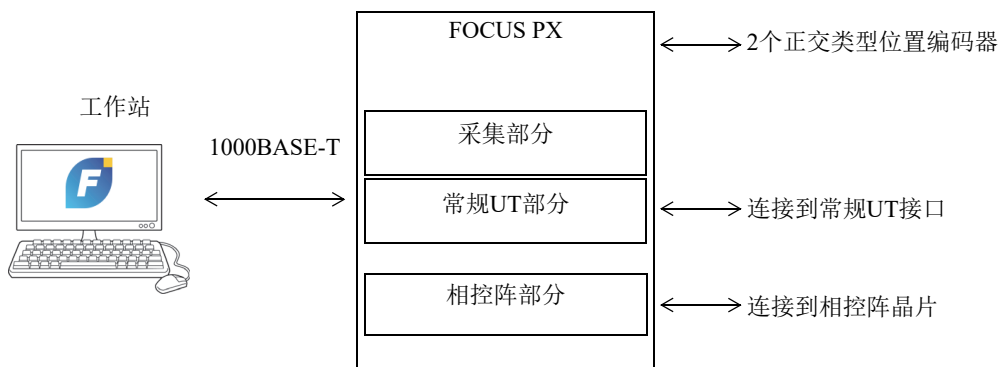 FOCUS PX
2个正交类型位置编码器
工作站
采集部分
1000BASE-T
常规UT部分
连接到常规UT接口
相控阵部分
连接到相控阵晶片
F